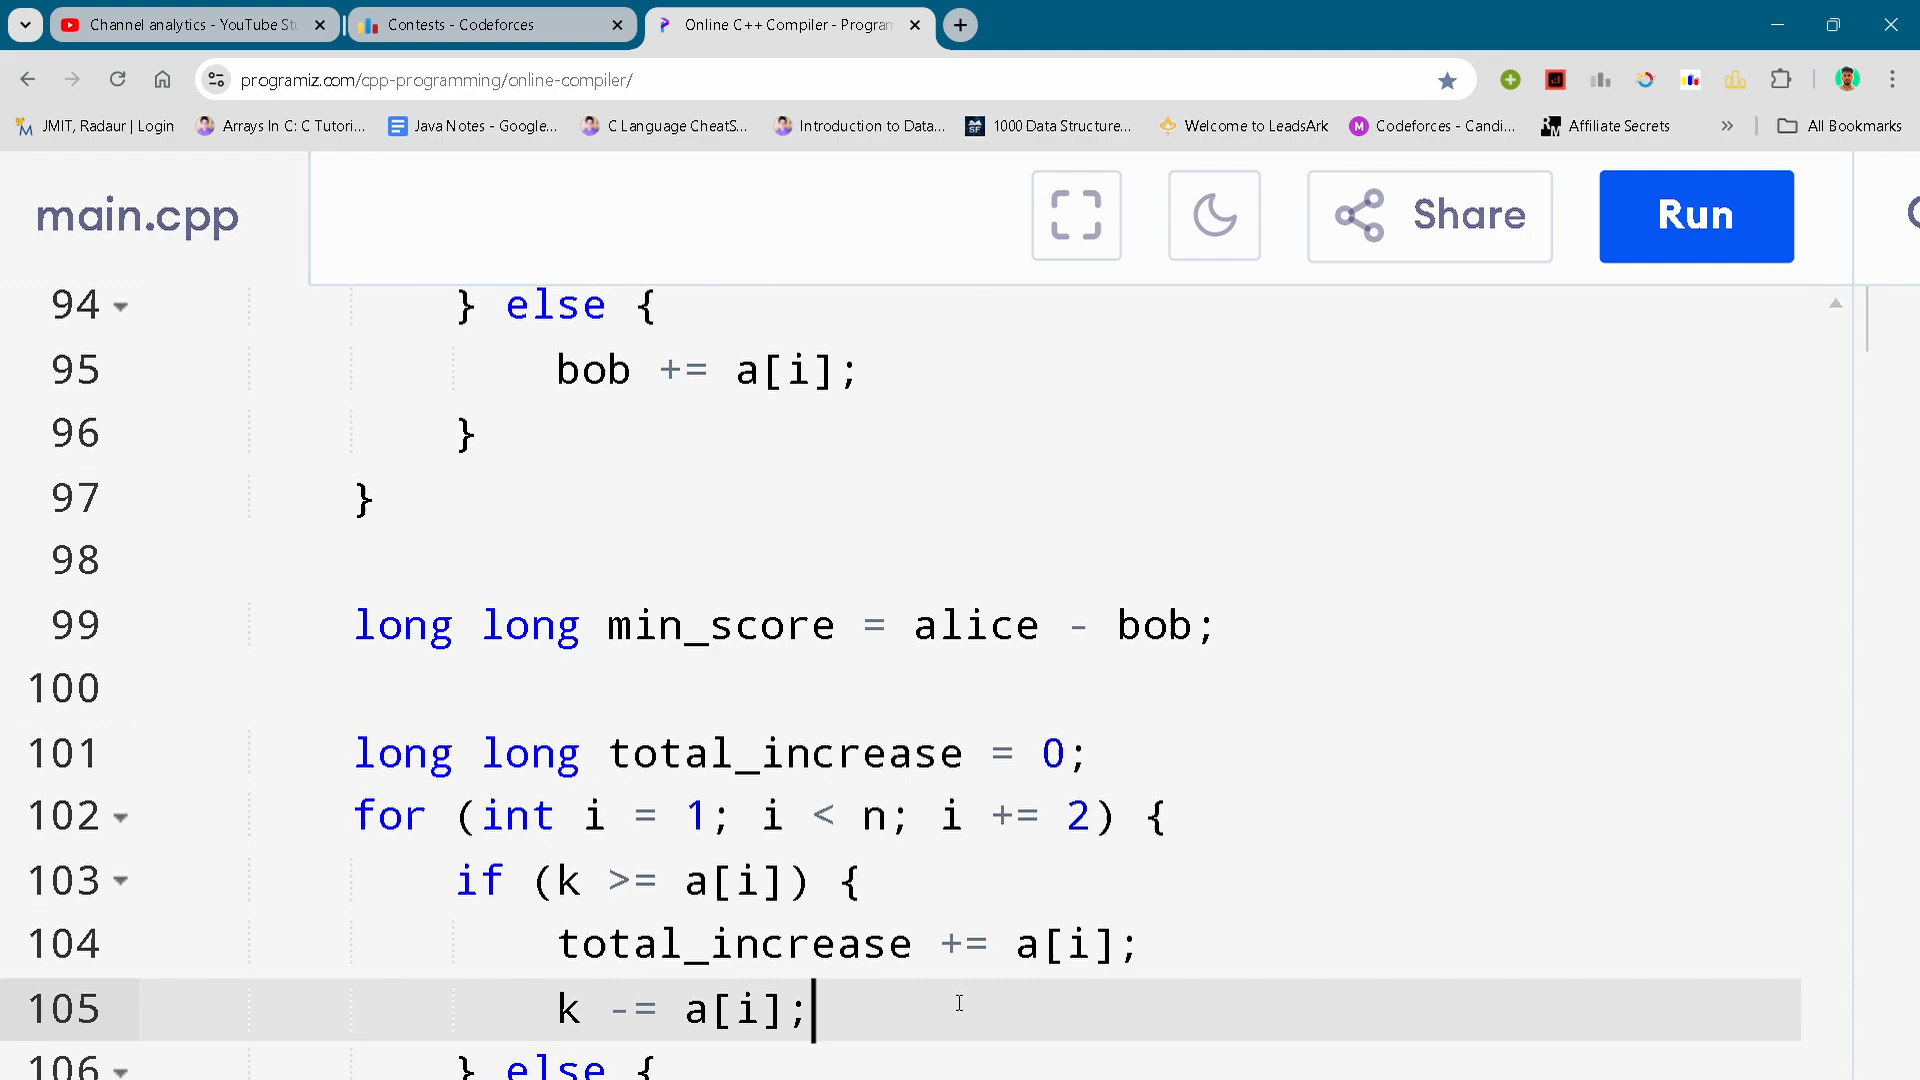 Channel analytics - YouTube St
Contests - Codeforces
Online C++ Compiler - Program
programiz.com/cpp-programming/online-compiler/
JMIT, Radaur | Login
Arrays In C: C Tutori...
Java Notes - Google...
C Language CheatS...
Introduction to Data...
1000 Data Structure...
Welcome to LeadsArk
Codeforces - Candi...
Affiliate Secrets
All Bookmarks
main.cpp
Share
Run
94 } else {
95 bob += a[i];
96 }
97 }
98
99 long long min_score = alice - bob;
100
101 long long total_increase = 0;
102 for (int i = 1; i < n; i += 2) {
103 if (k >= a[i]) {
104 total_increase += a[i];
105 k -= a[i];
106 } else {